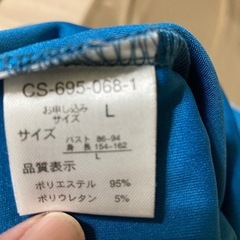 CS-695-068-1
お申し込み
サイズ L
サイズ
バスト 86-94
身長 154-162
L
品質表示
ポリエステル 95%
ポリウレタン 5%